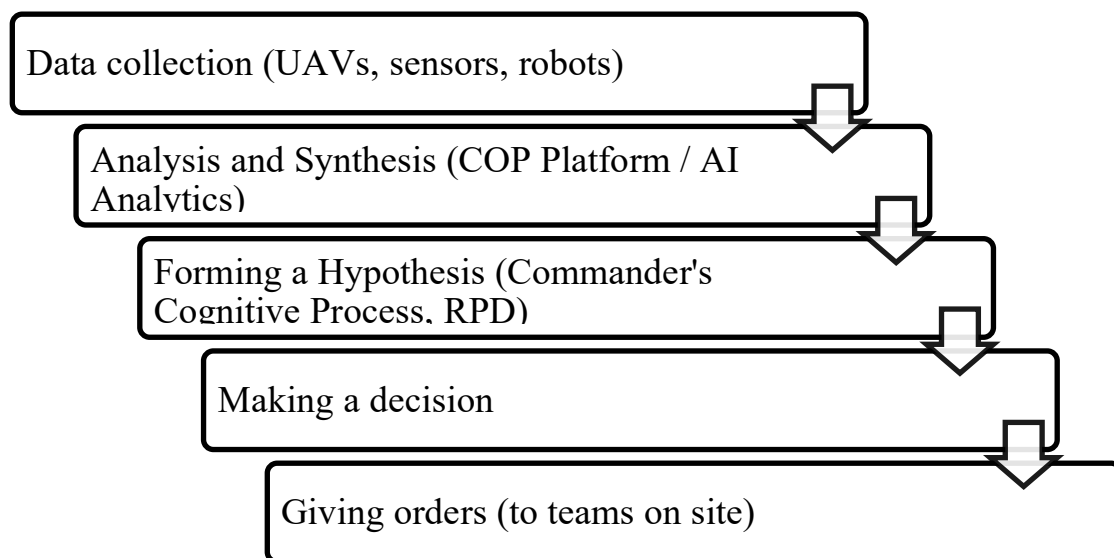 Data collection (UAVs, sensors, robots)
Analysis and Synthesis (COP Platform / AI
Analytics)
Forming a Hypothesis (Commander's
Cognitive Process, RPD)
Making a decision
Giving orders (to teams on site)